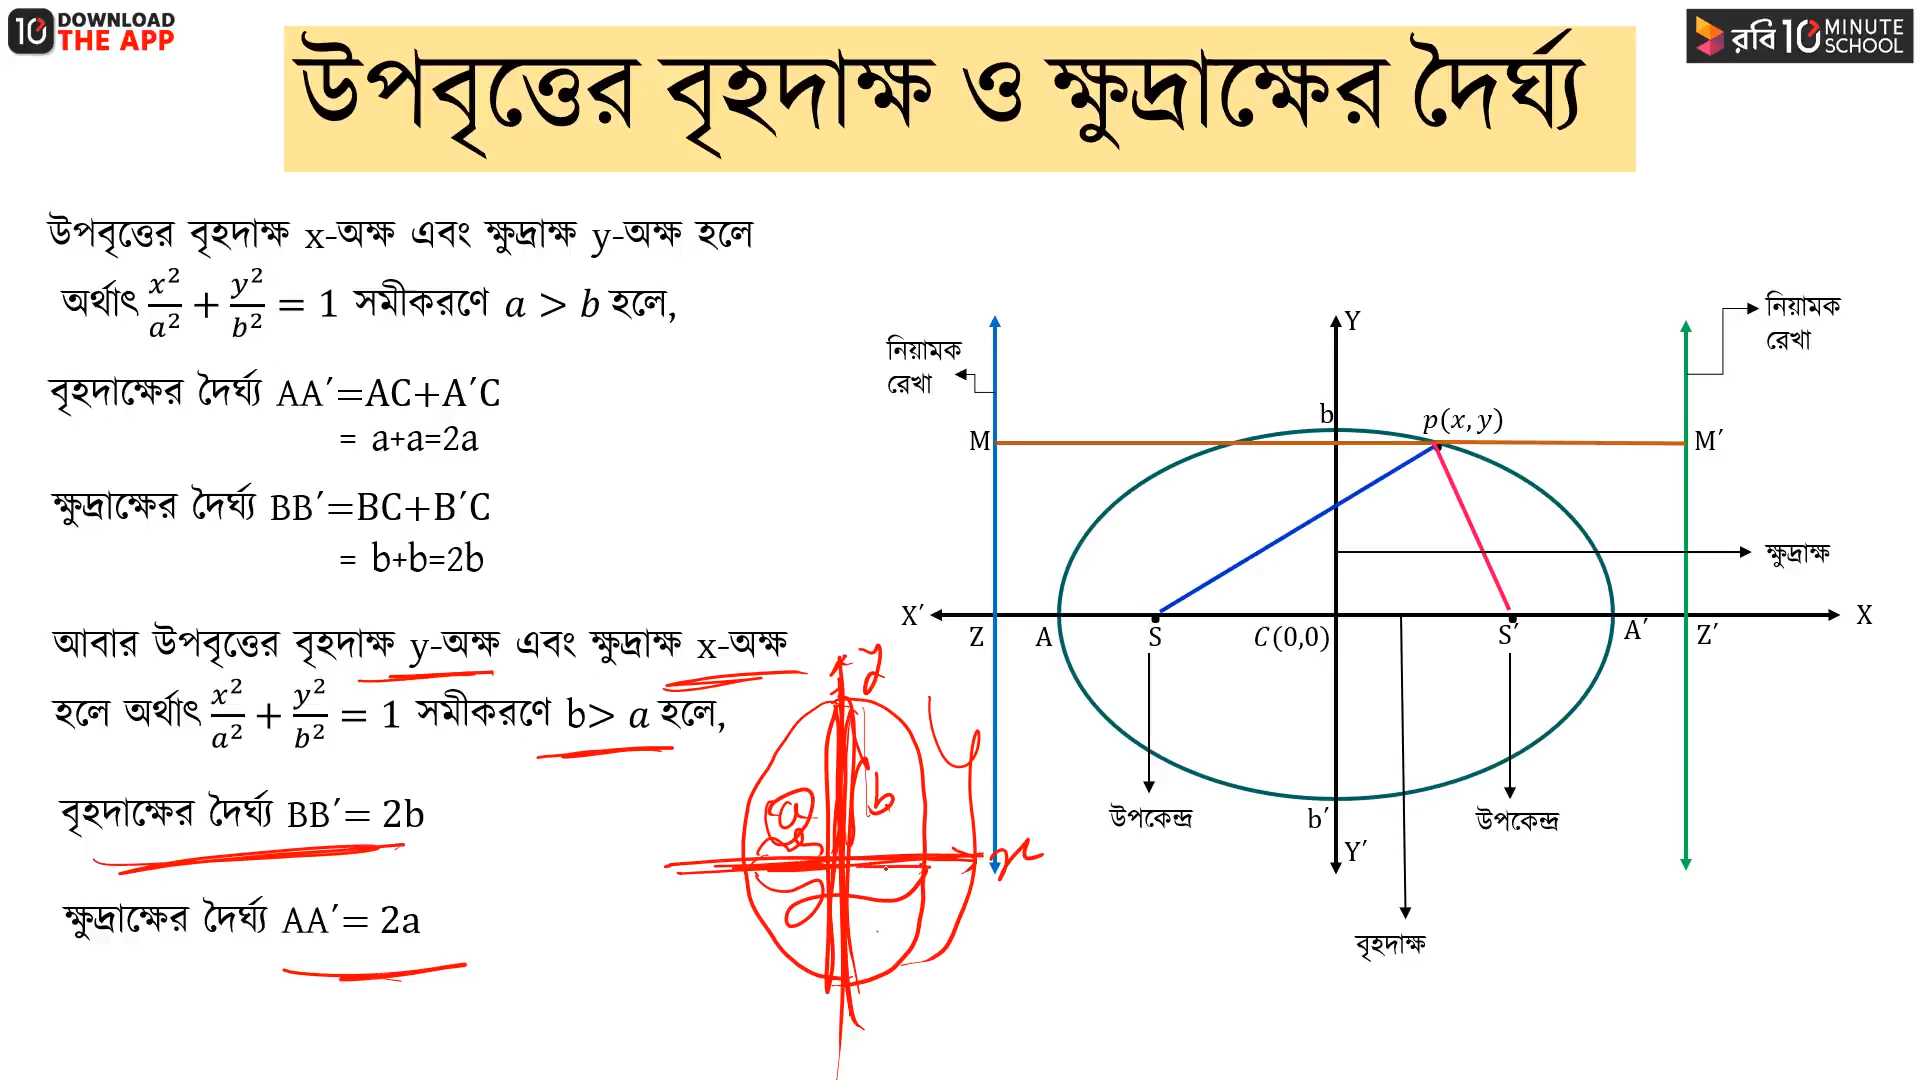 DOWNLOAD
THE APP
রবি 10 MINUTE SCHOOL
উপবৃত্তের বৃহদাক্ষ ও ক্ষুদ্রাক্ষের দৈর্ঘ্য
উপবৃত্তের বৃহদাক্ষ x-অক্ষ এবং ক্ষুদ্রাক্ষ y-অক্ষ হলে
অর্থাৎ x²/a² + y²/b² = 1 সমীকরণে a > b হলে,
বৃহদাক্ষের দৈর্ঘ্য AA′=AC+A′C
= a+a=2a
ক্ষুদ্রাক্ষের দৈর্ঘ্য BB′=BC+B′C
= b+b=2b
আবার উপবৃত্তের বৃহদাক্ষ y-অক্ষ এবং ক্ষুদ্রাক্ষ x-অক্ষ
হলে অর্থাৎ x²/a² + y²/b² = 1 সমীকরণে b> a হলে,
বৃহদাক্ষের দৈর্ঘ্য BB′= 2b
ক্ষুদ্রাক্ষের দৈর্ঘ্য AA′= 2a
y
b
a
x
নিয়ামক
রেখা
Y
নিয়ামক
রেখা
b
p(x, y)
M
M′
ক্ষুদ্রাক্ষ
X′
X
Z
A
S
C(0,0)
S′
A′
Z′
উপকেন্দ্র
b′
উপকেন্দ্র
Y′
বৃহদাক্ষ